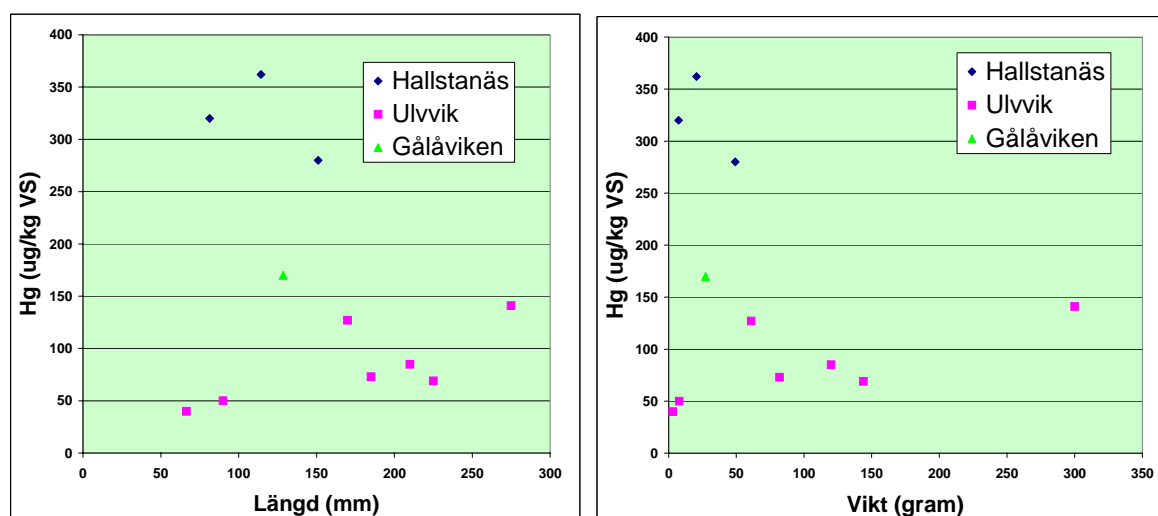 400
350
300
250
200
150
100
50
0
Hg (ug/kg VS)
Hallstanäs
Ulvvik
Gålåviken
0 50 100 150 200 250 300
Längd (mm)
400
350
300
250
200
150
100
50
0
Hg (ug/kg VS)
Hallstanäs
Ulvvik
Gålåviken
0 50 100 150 200 250 300 350
Vikt (gram)